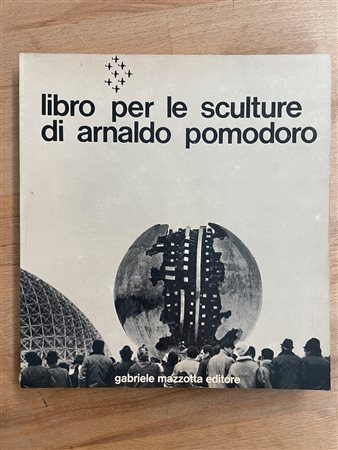 libro per le sculture
di arnaldo pomodoro
gabriele mazzotta editore